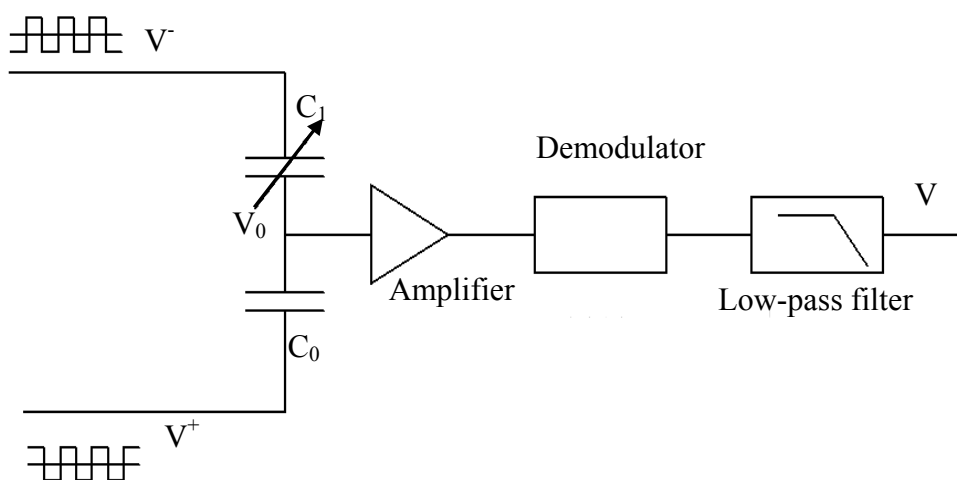 V⁻
C₁
Demodulator
V₀
V
Amplifier
Low-pass filter
C₀
V⁺